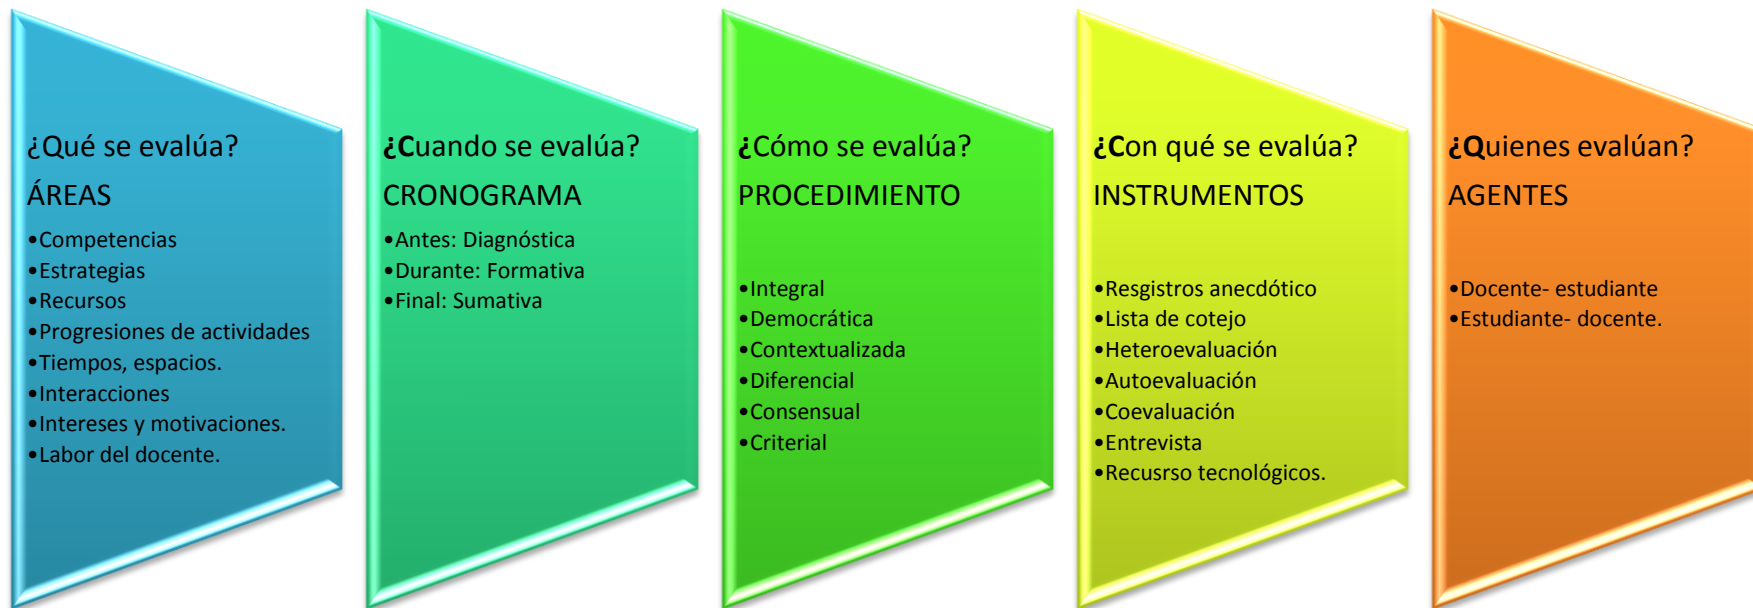 ¿Qué se evalúa?
ÁREAS
•Competencias
•Estrategias
•Recursos
•Progresiones de actividades
•Tiempos, espacios.
•Interacciones
•Intereses y motivaciones.
•Labor del docente.
¿Cuando se evalúa?
CRONOGRAMA
•Antes: Diagnóstica
•Durante: Formativa
•Final: Sumativa
¿Cómo se evalúa?
PROCEDIMIENTO
•Integral
•Democrática
•Contextualizada
•Diferencial
•Consensual
•Criterial
¿Con qué se evalúa?
INSTRUMENTOS
•Resgistros anecdótico
•Lista de cotejo
•Heteroevaluación
•Autoevaluación
•Coevaluación
•Entrevista
•Recusrso tecnológicos.
¿Quienes evalúan?
AGENTES
•Docente- estudiante
•Estudiante- docente.